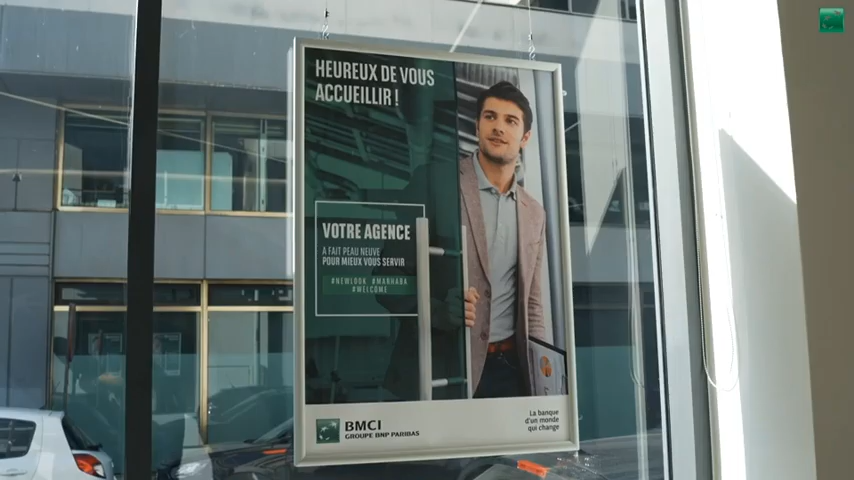 HEUREUX DE VOUS
ACCUEILLIR !
VOTRE AGENCE
A FAIT PEAU NEUVE
POUR MIEUX VOUS SERVIR
#NEWLOOK #MARHABA
#WELCOME
BMCI
GROUPE BNP PARIBAS
La banque
d'un monde
qui change